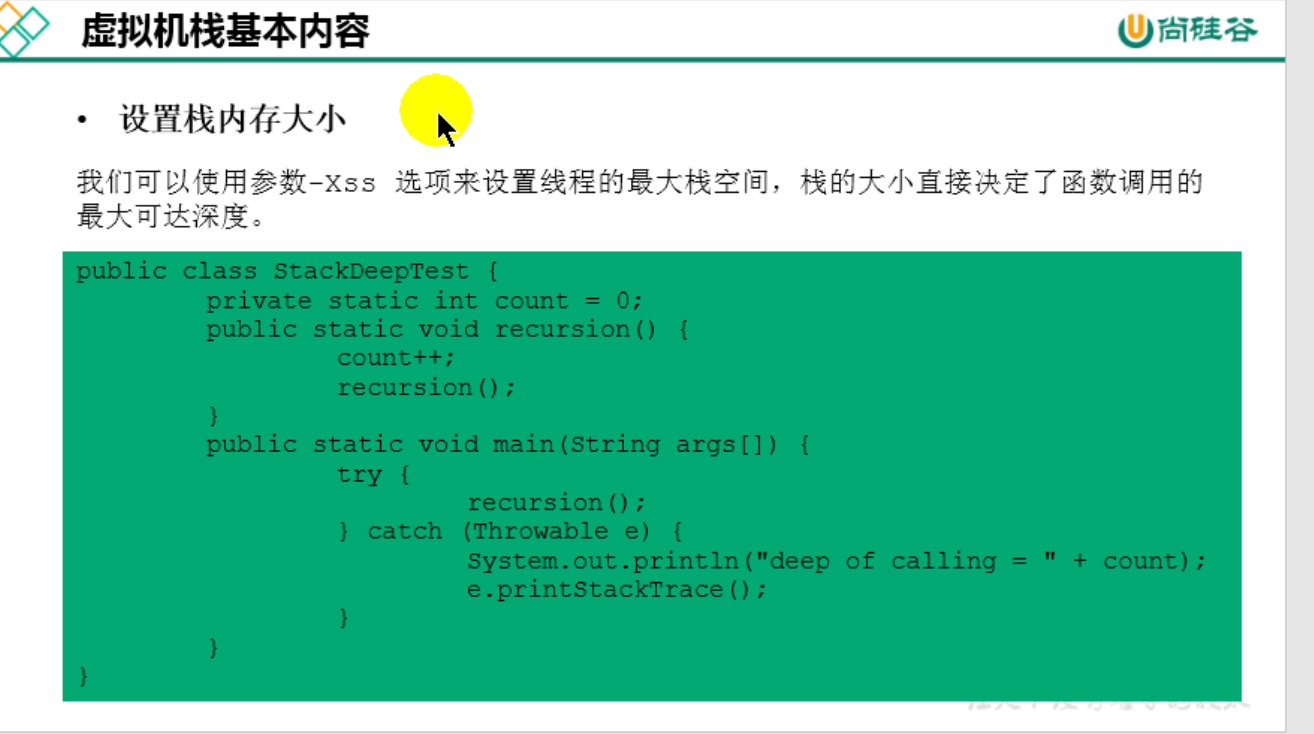 虚拟机栈基本内容
尚硅谷
• 设置栈内存大小
我们可以使用参数-Xss 选项来设置线程的最大栈空间，栈的大小直接决定了函数调用的
最大可达深度。
public class StackDeepTest {
private static int count = 0;
public static void recursion() {
count++;
recursion();
}
public static void main(String args[]) {
try {
recursion();
} catch (Throwable e) {
System.out.println("deep of calling = " + count);
e.printStackTrace();
}
}
}